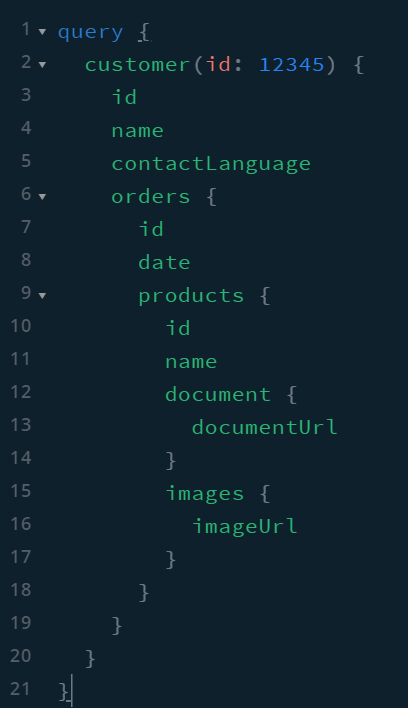 1 query {
2   customer(id: 12345) {
3     id
4     name
5     contactLanguage
6     orders {
7       id
8       date
9       products {
10         id
11         name
12         document {
13           documentUrl
14         }
15         images {
16           imageUrl
17         }
18       }
19     }
20   }
21 }